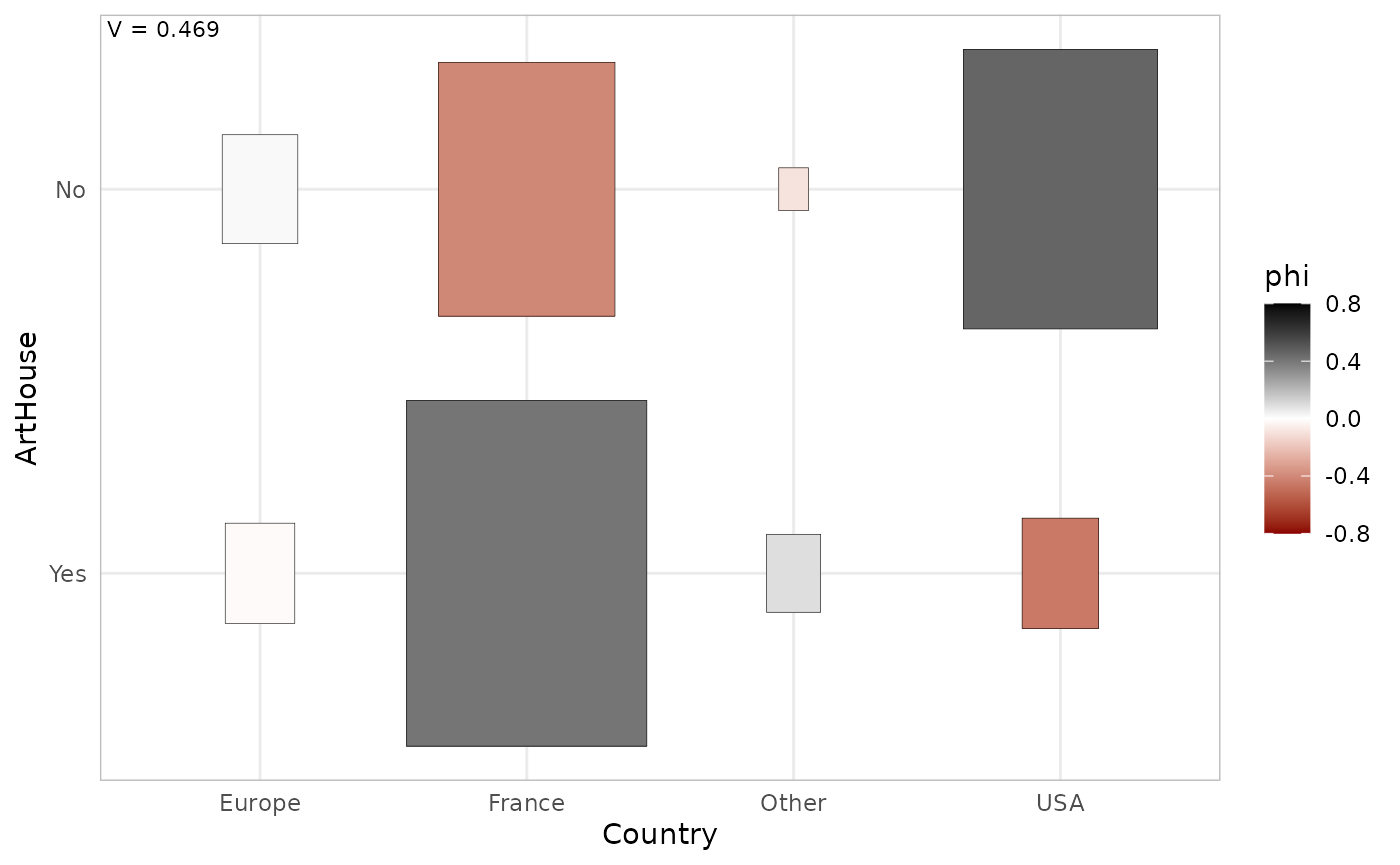 V = 0.469
No
Yes
ArtHouse
Europe France Other USA
Country
phi
0.8
0.4
0.0
-0.4
-0.8